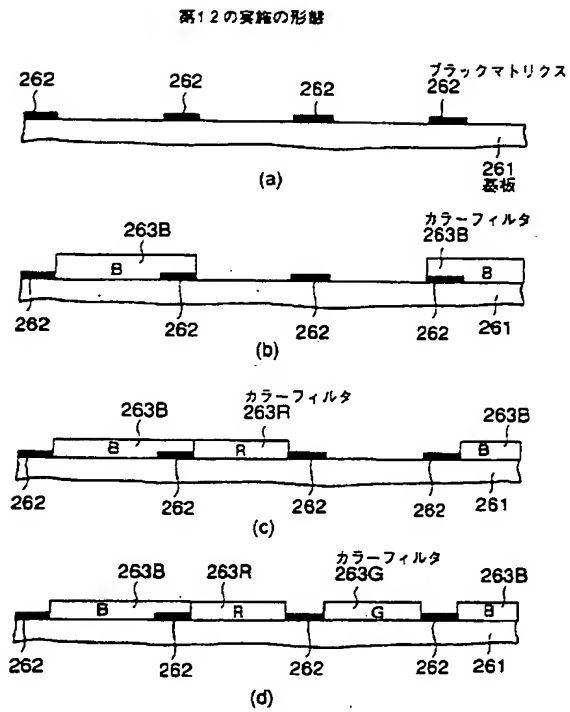 第12の実施の形態
ブラックマトリクス
262 262 262 262
261
基板
(a)
カラーフィルタ
263B 263B
B B
262 262 262 262 261
(b)
カラーフィルタ
263B 263R 263B
B R B
262 262 262 262 261
(c)
カラーフィルタ
263B 263R 263G 263B
B R G B
262 262 262 262 261
(d)